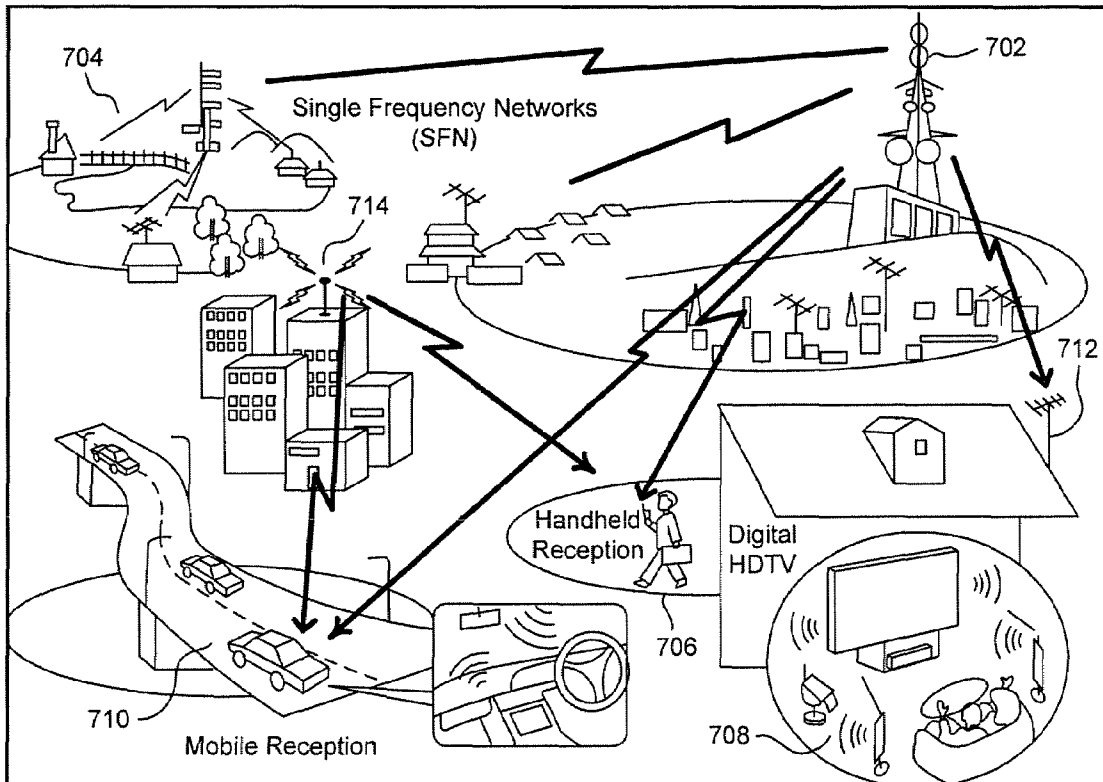 704
702
Single Frequency Networks
(SFN)
714
712
Handheld
Reception
Digital
HDTV
706
710
708
Mobile Reception